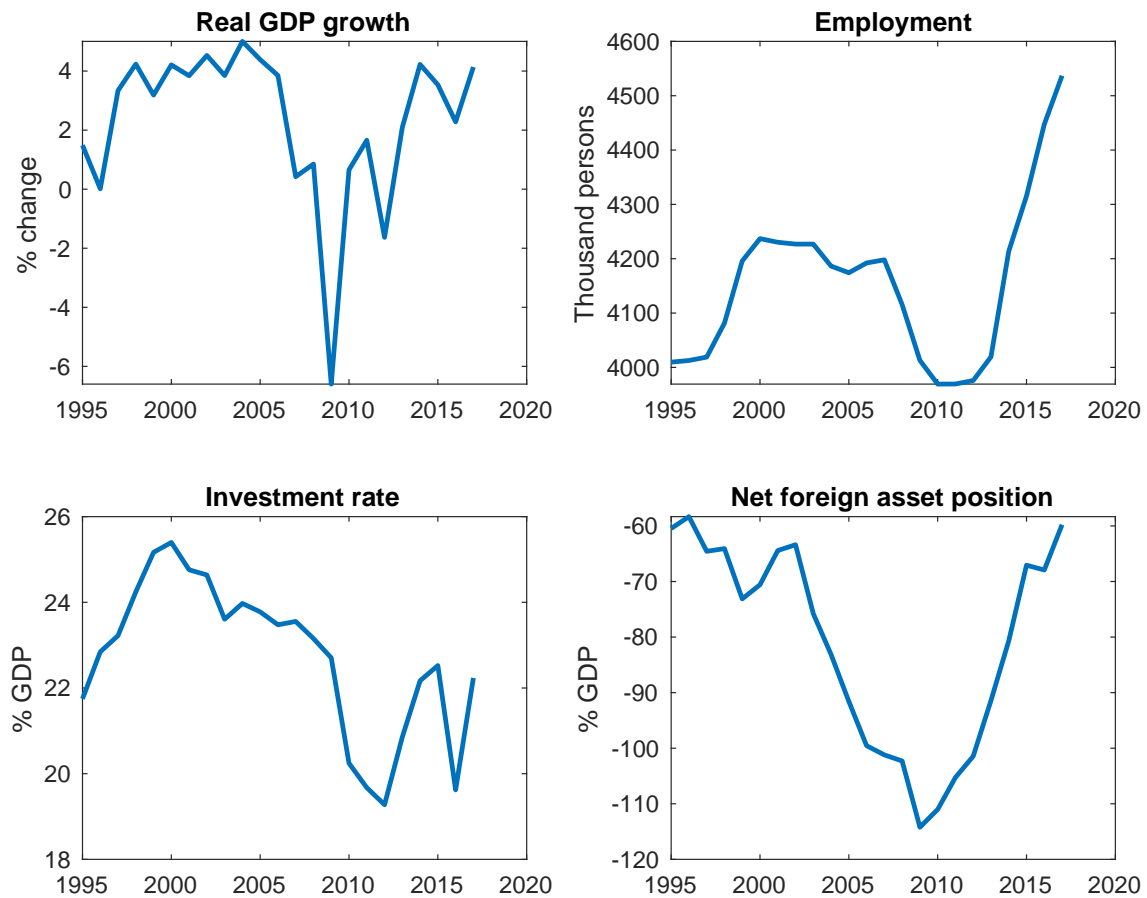 Real GDP growth
% change
4
2
0
-2
-4
-6
1995 2000 2005 2010 2015 2020
Employment
Thousand persons
4600
4500
4400
4300
4200
4100
4000
1995 2000 2005 2010 2015 2020
Investment rate
% GDP
26
24
22
20
18
1995 2000 2005 2010 2015 2020
Net foreign asset position
% GDP
-60
-70
-80
-90
-100
-110
-120
1995 2000 2005 2010 2015 2020